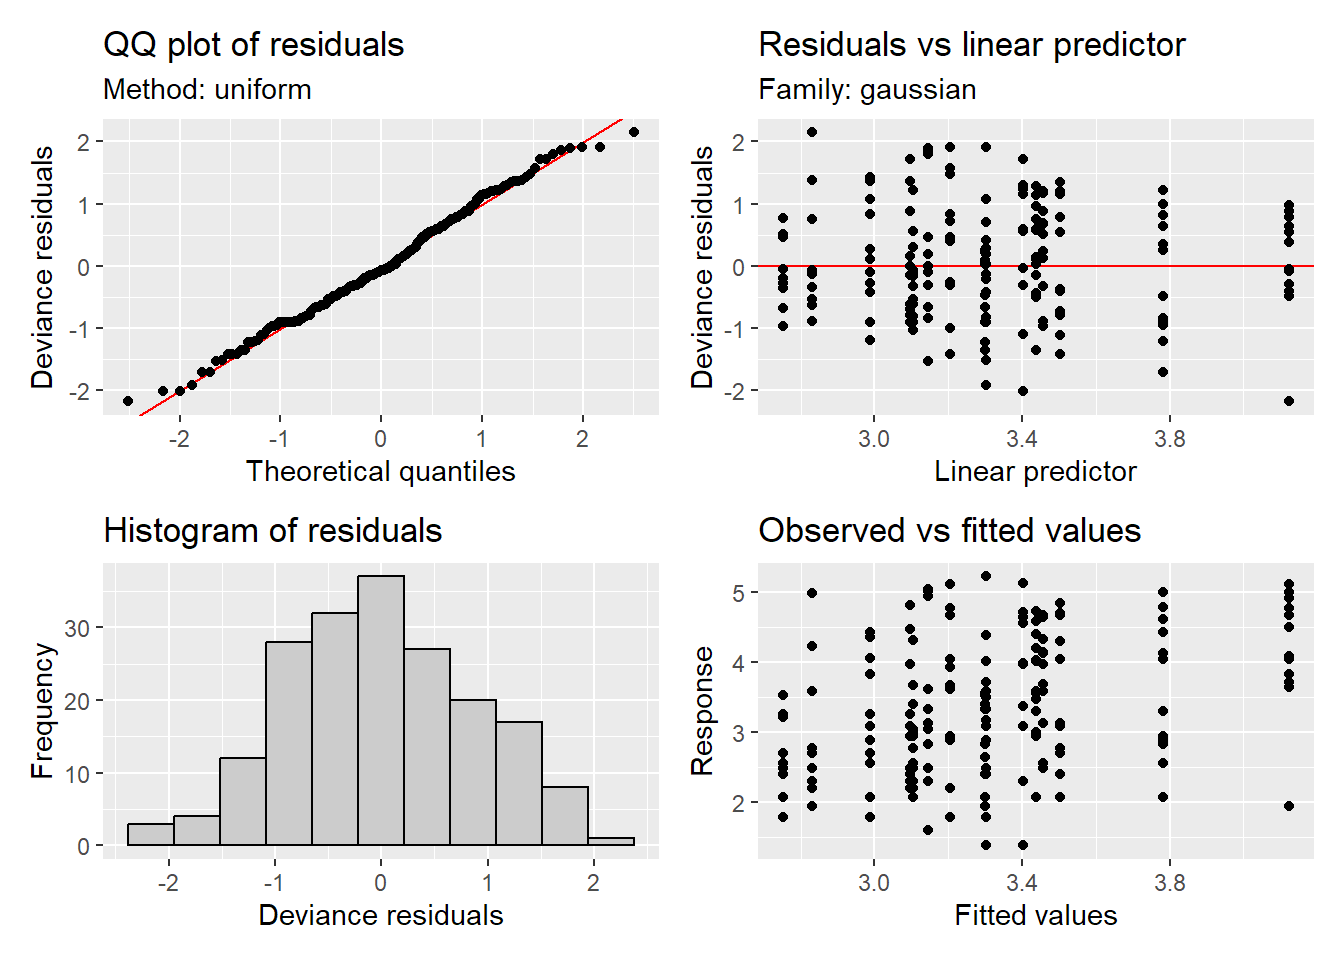 QQ plot of residuals
Method: uniform
2
1
0
-1
-2
Deviance residuals
-2
-1
0
1
2
Theoretical quantiles
Residuals vs linear predictor
Family: gaussian
2
1
0
-1
-2
Deviance residuals
3.0
3.4
3.8
Linear predictor
Histogram of residuals
30
20
10
0
Frequency
-2
-1
0
1
2
Deviance residuals
Observed vs fitted values
5
4
3
2
Response
3.0
3.4
3.8
Fitted values